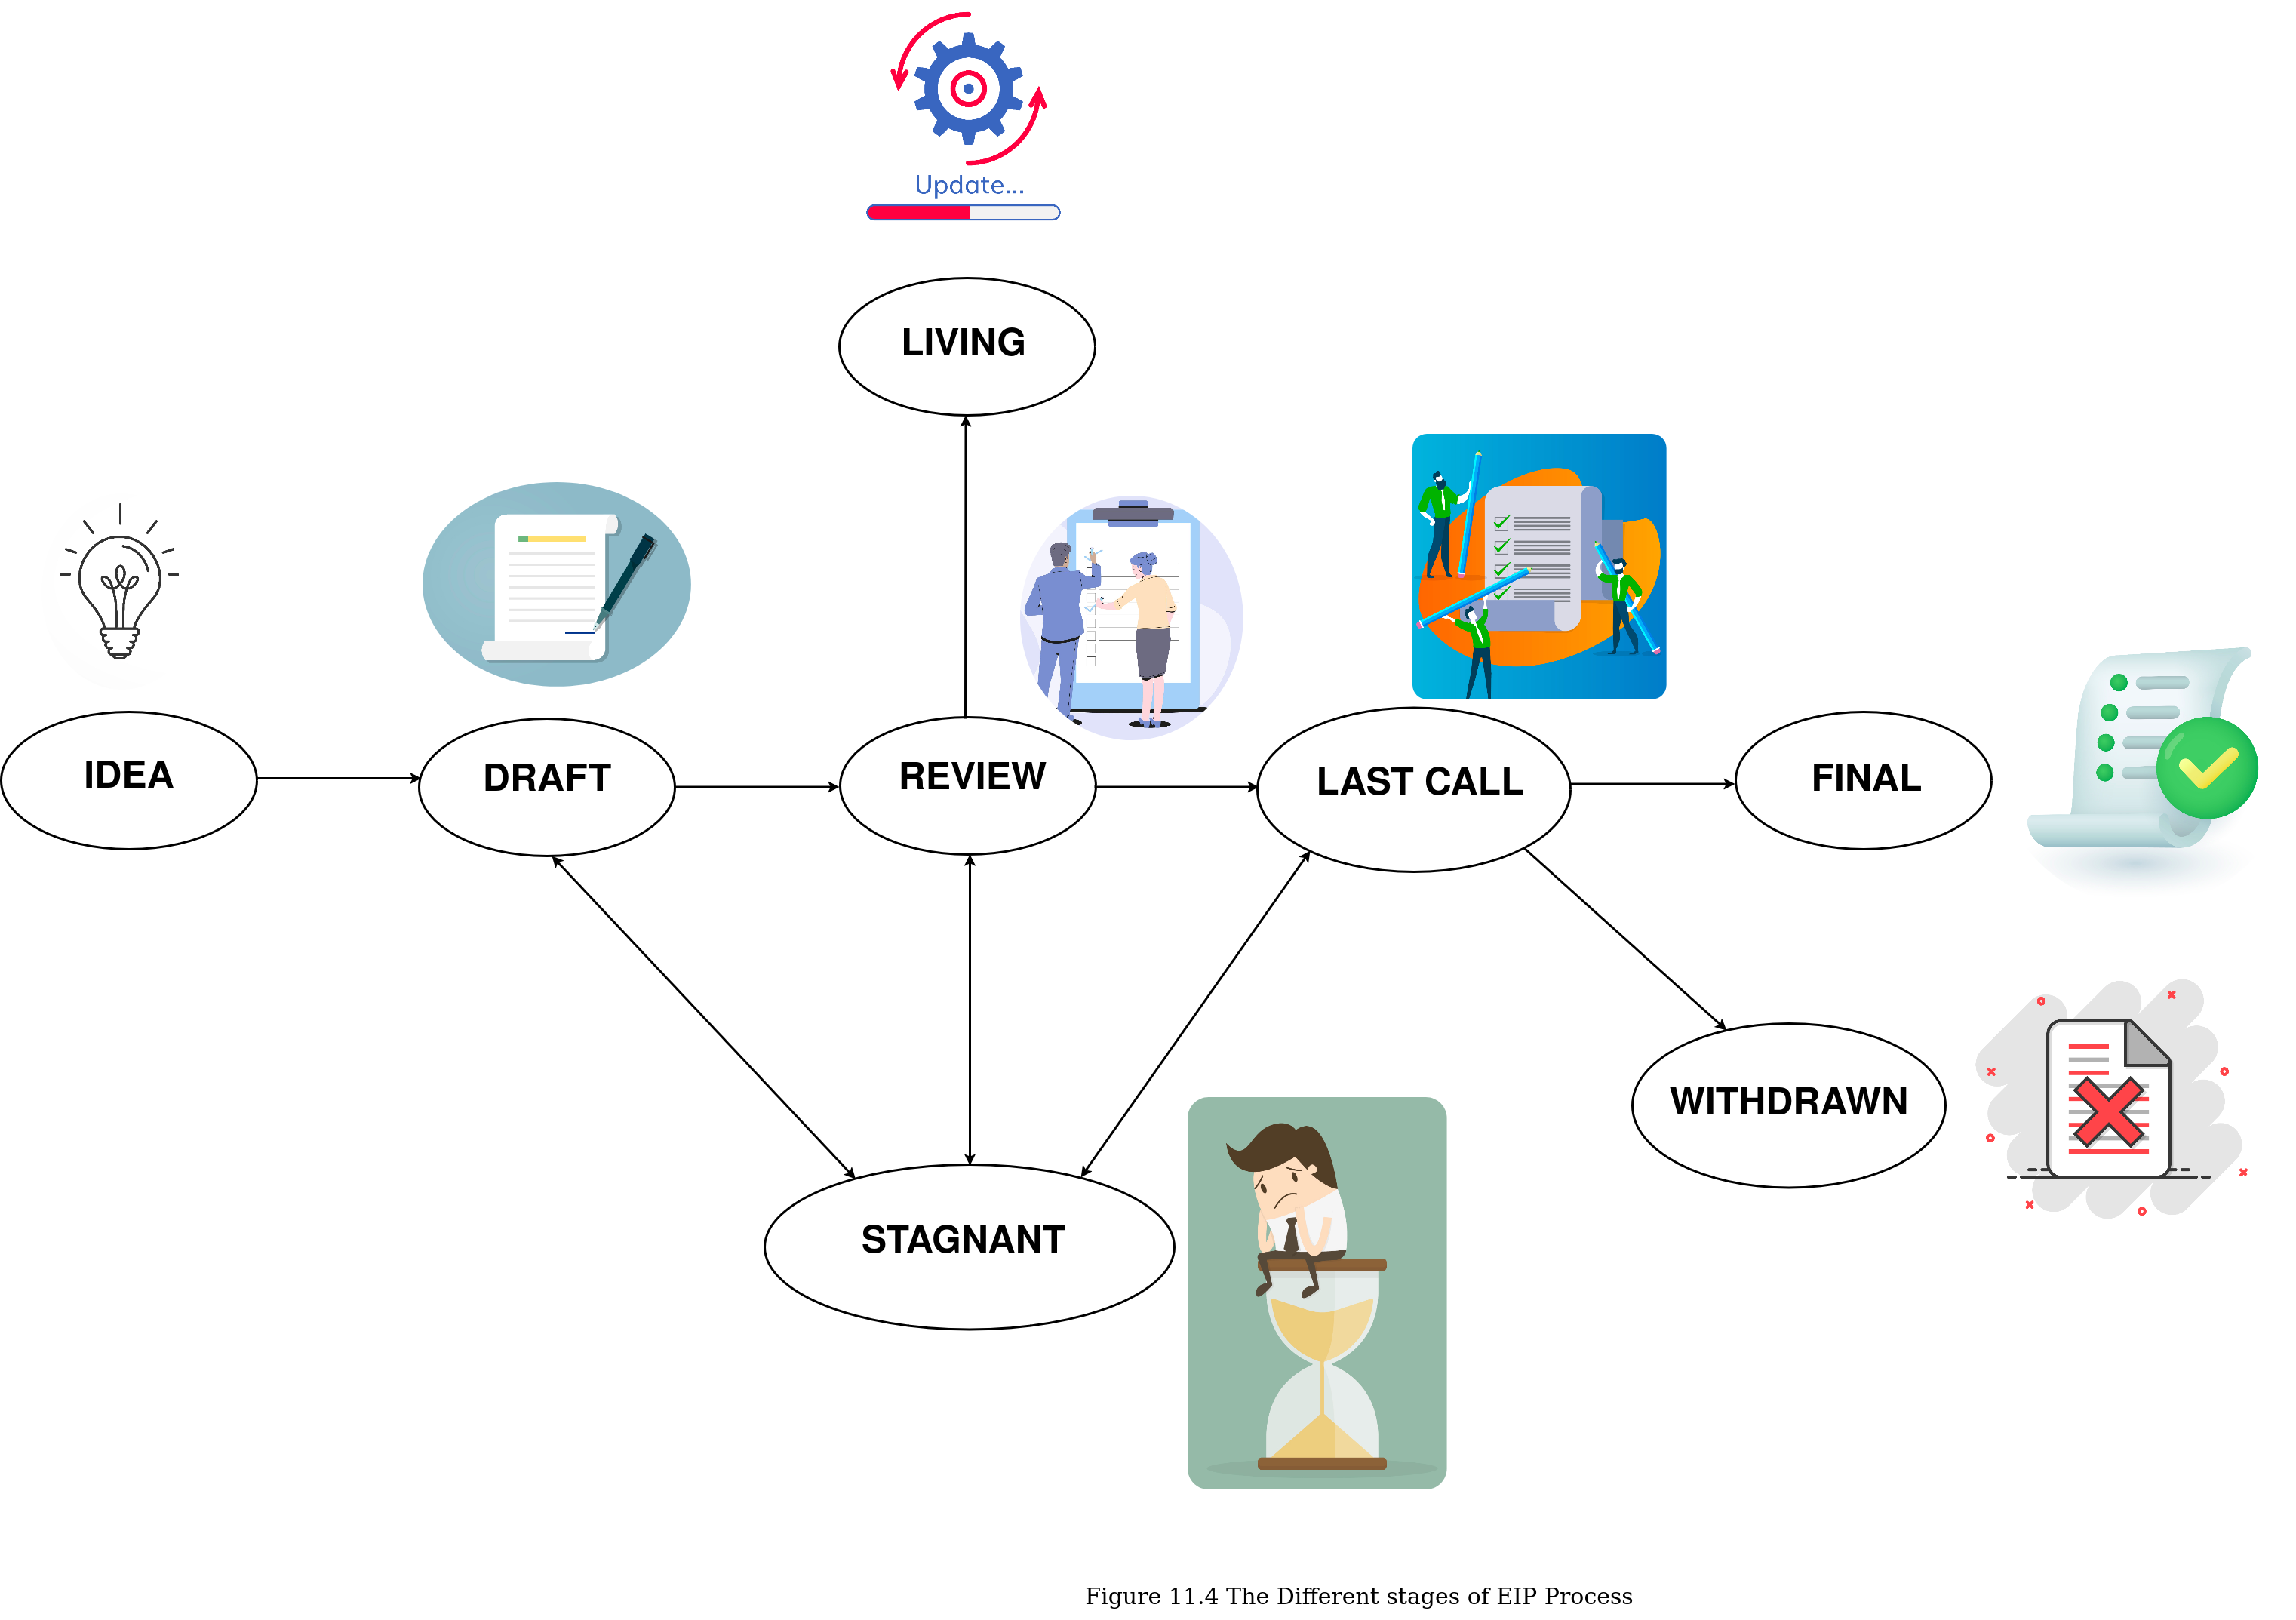 Update...
LIVING
IDEA
DRAFT
REVIEW
LAST CALL
FINAL
WITHDRAWN
STAGNANT
Figure 11.4 The Different stages of EIP Process